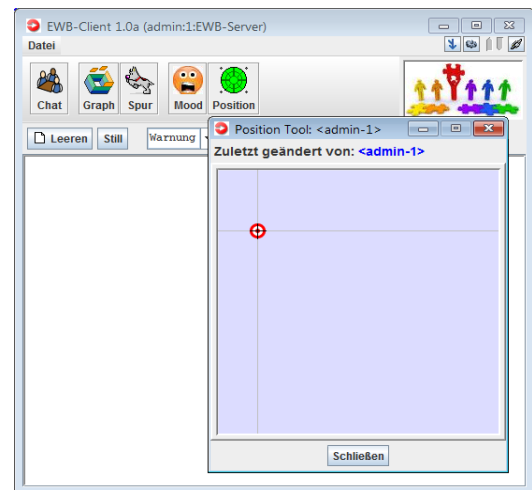 EWB-Client 1.0a (admin:1:EWB-Server)
Datei
Chat Graph Spur Mood Position
Leeren Still Warnung
Position Tool: <admin-1>
Zuletzt geändert von: <admin-1>
Schließen